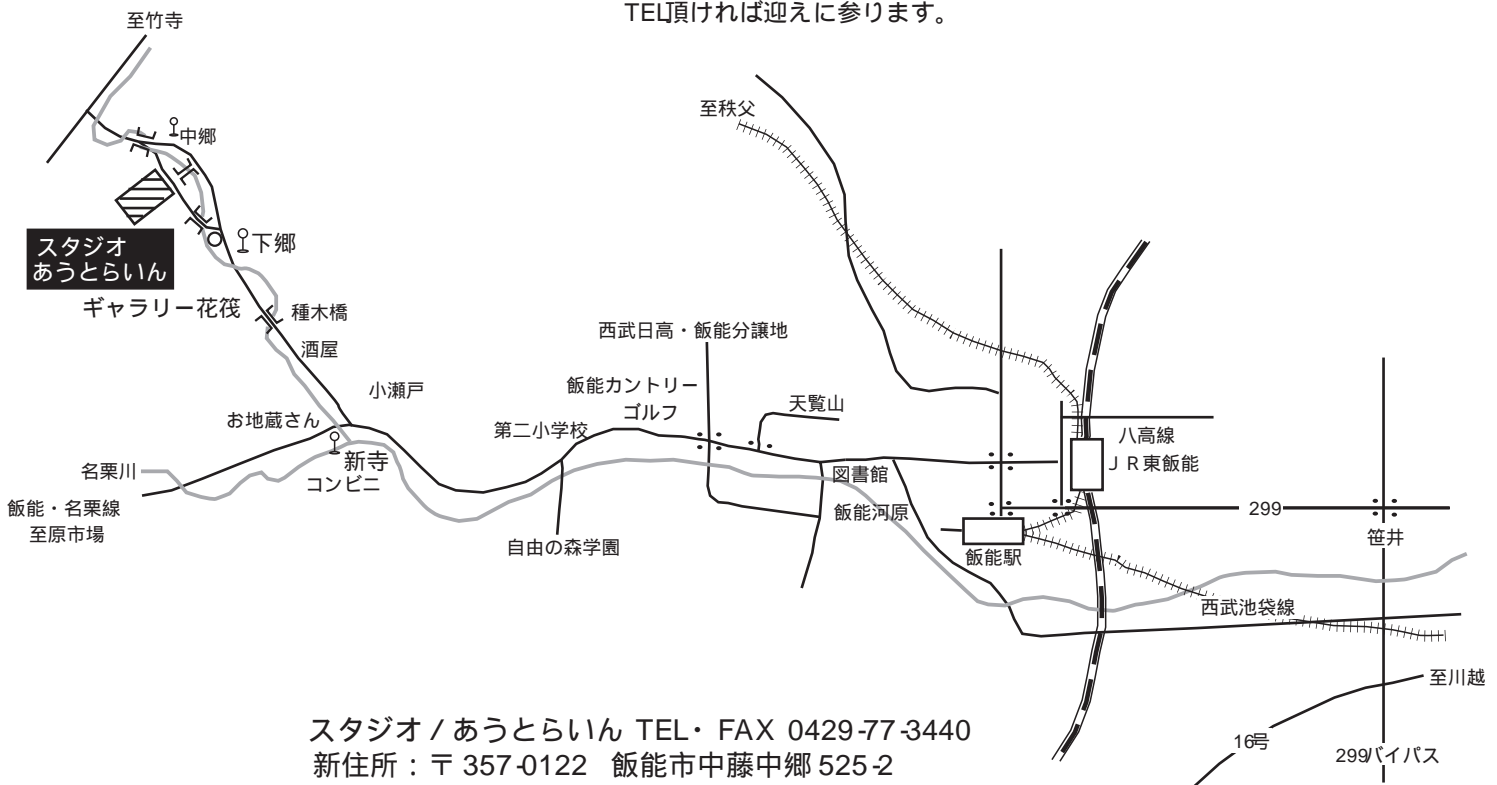 TEL頂ければ迎えに参ります。
至竹寺
至秩父
中郷
スタジオ
あうとらいん
下郷
ギャラリー花筏
種木橋
酒屋
西武日高・飯能分譲地
小瀬戸
飯能カントリー
ゴルフ
天覧山
お地蔵さん
第二小学校
八高線
JR東飯能
新寺
コンビニ
名栗川
図書館
飯能・名栗線
至原市場
飯能河原
299
自由の森学園
飯能駅
笹井
西武池袋線
至川越
スタジオ / あうとらいん TEL・ FAX 0429-77-3440
16号
299バイパス
新住所：〒 357-0122 飯能市中藤中郷 525-2